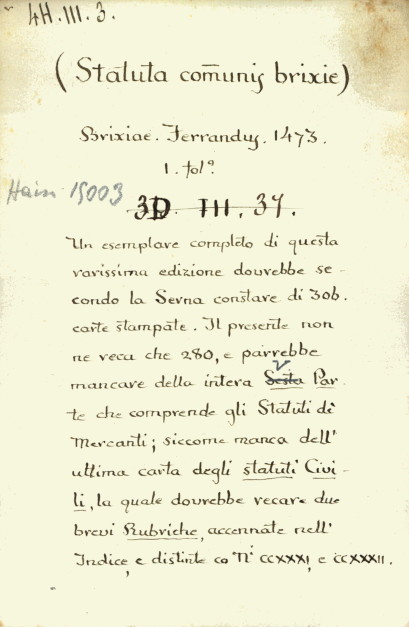 4H.III.3.
(Statuta comunis brixie)
Brixiae. Ferrandus. 1473.
1. folº.
Hain 15003
3D. III. 37.
Un esemplare completo di questa
rarissima edizione dovrebbe se-
condo la Serna constare di 306.
carte stampate. Il presente non
ne reca che 280, e parrebbe
mancare della intera Sesta V Par-
te che comprende gli Statuti dè
Mercanti; siccome manca dell'
ultima carta degli statuti Civi-
li, la quale dovrebbe recare due
brevi Rubriche, accennate nell'
Indice, e distinte co Nⁱ CCXXXI, e CCXXXII.